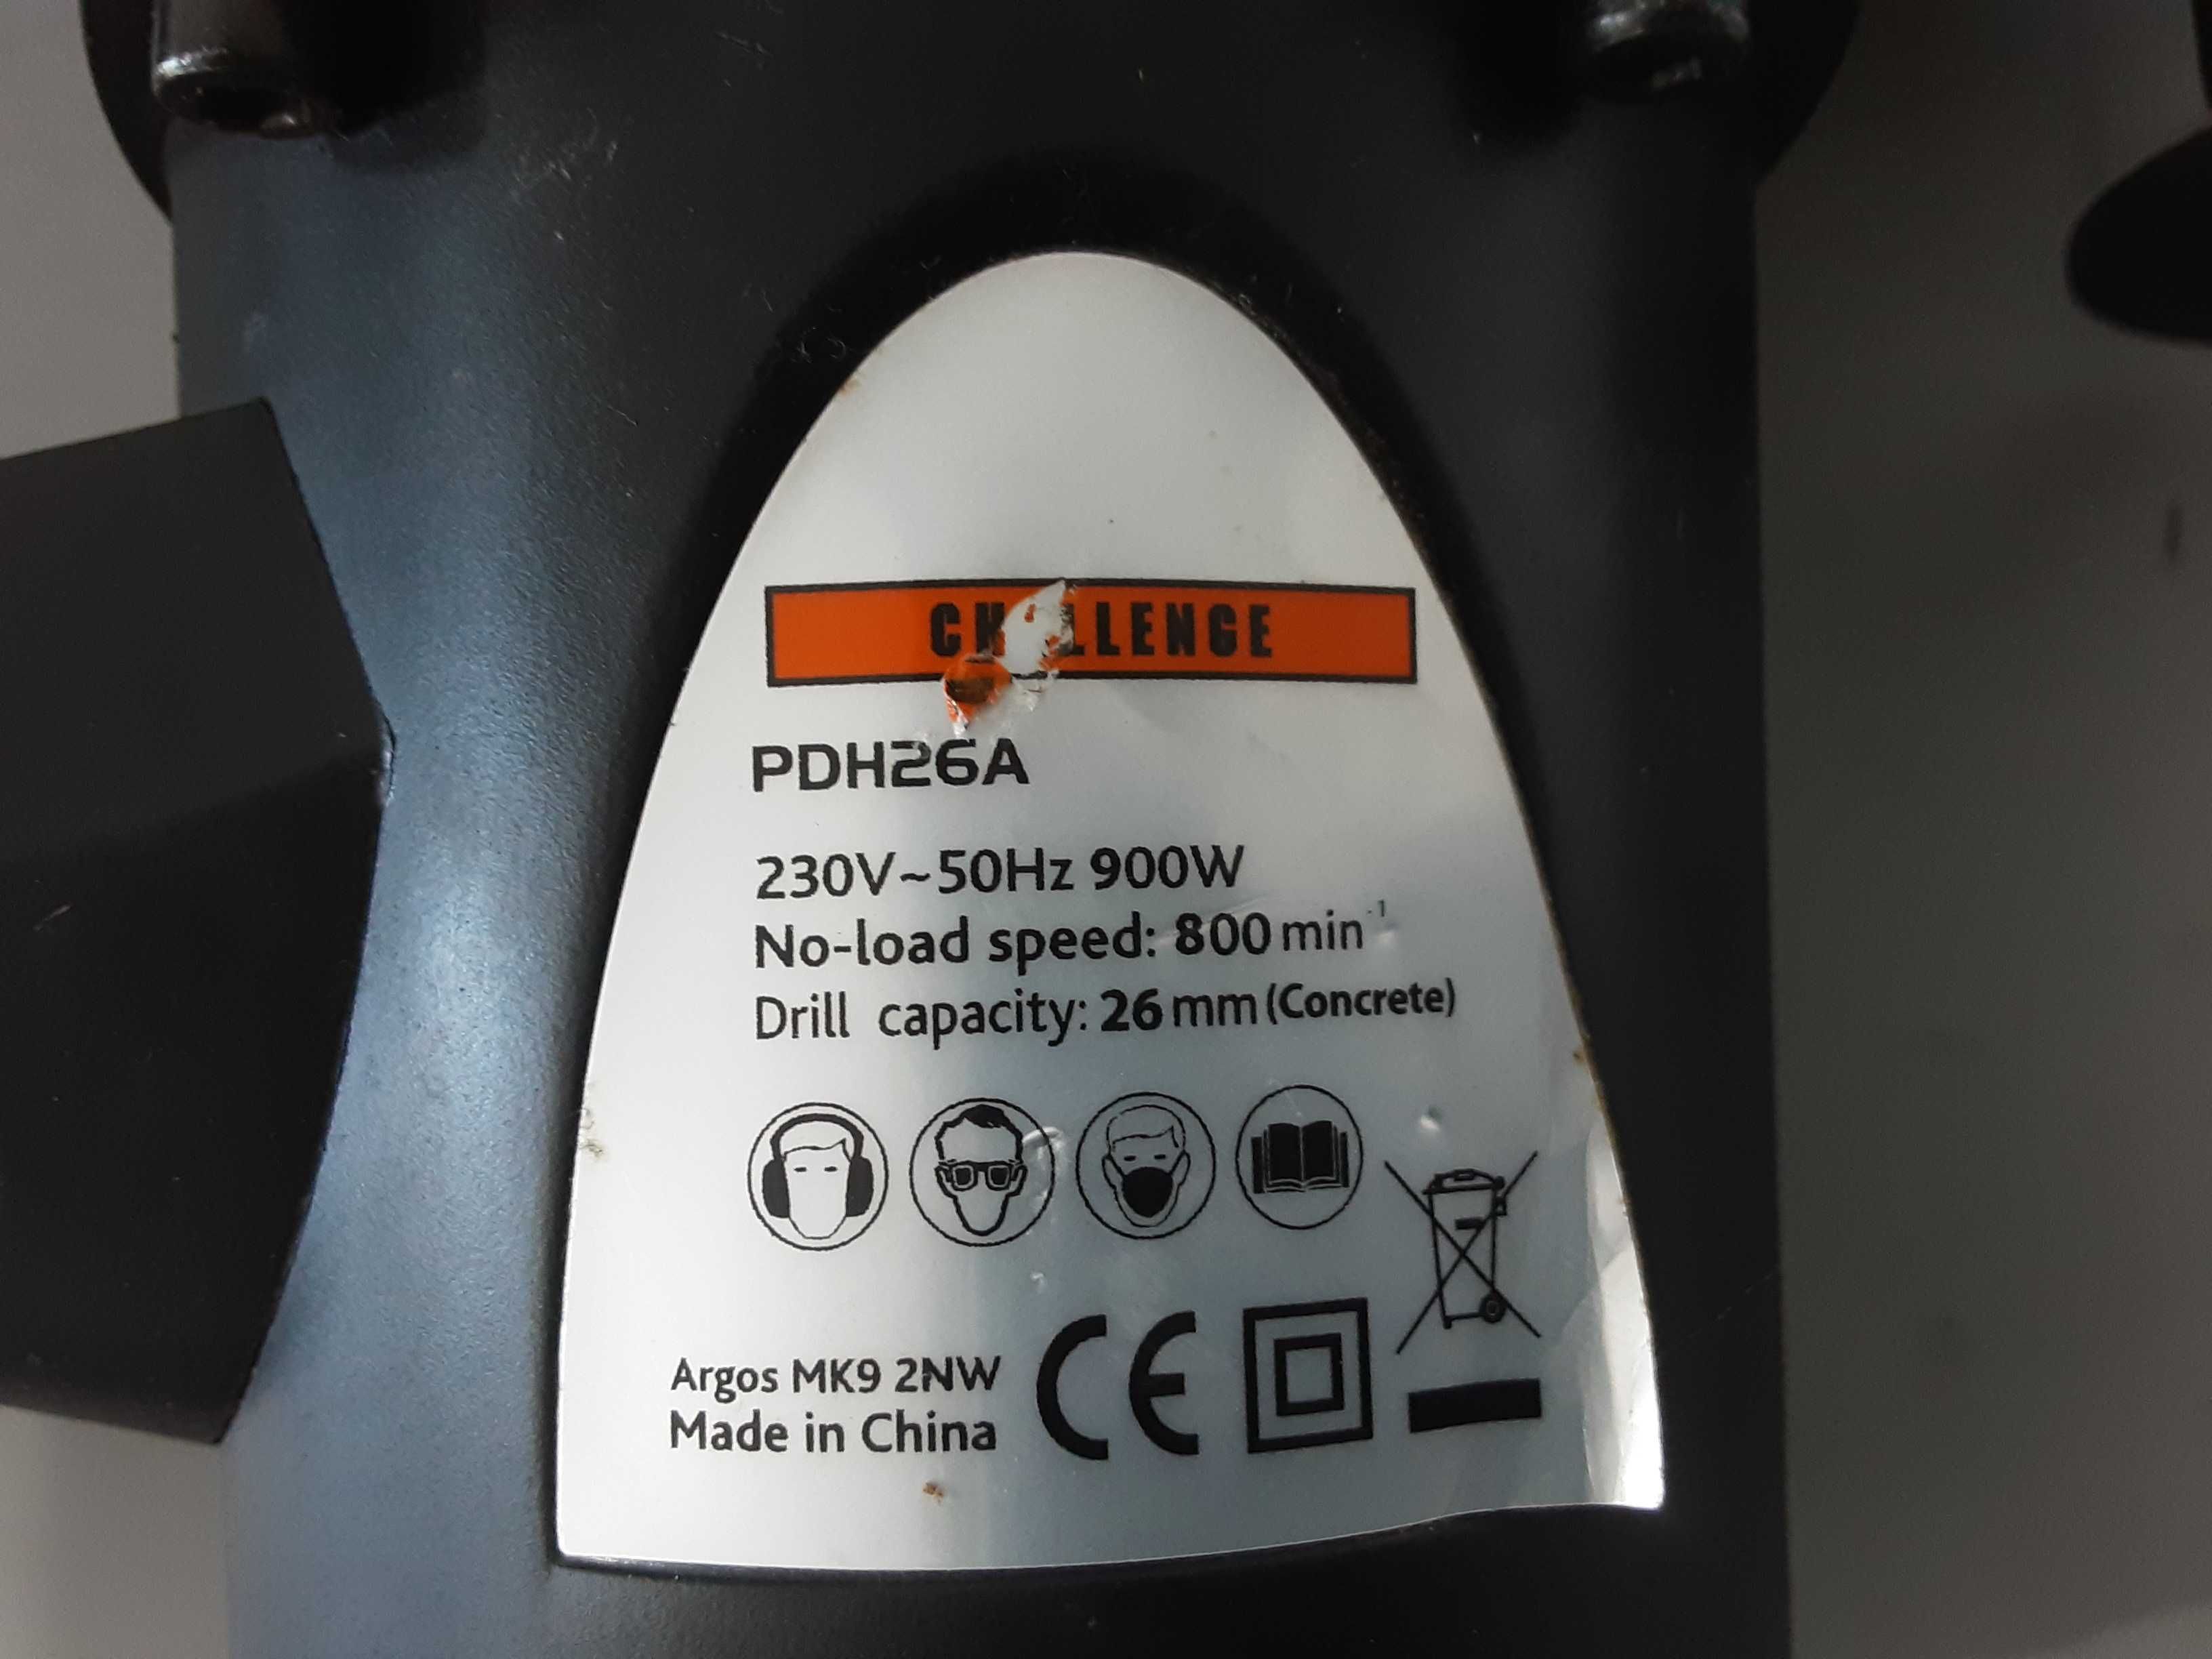 CHALLENGE
PDH26A
230V~50Hz 900W
No-load speed: 800 min⁻¹
Drill capacity: 26 mm (Concrete)
Argos MK9 2NW
Made in China
CE